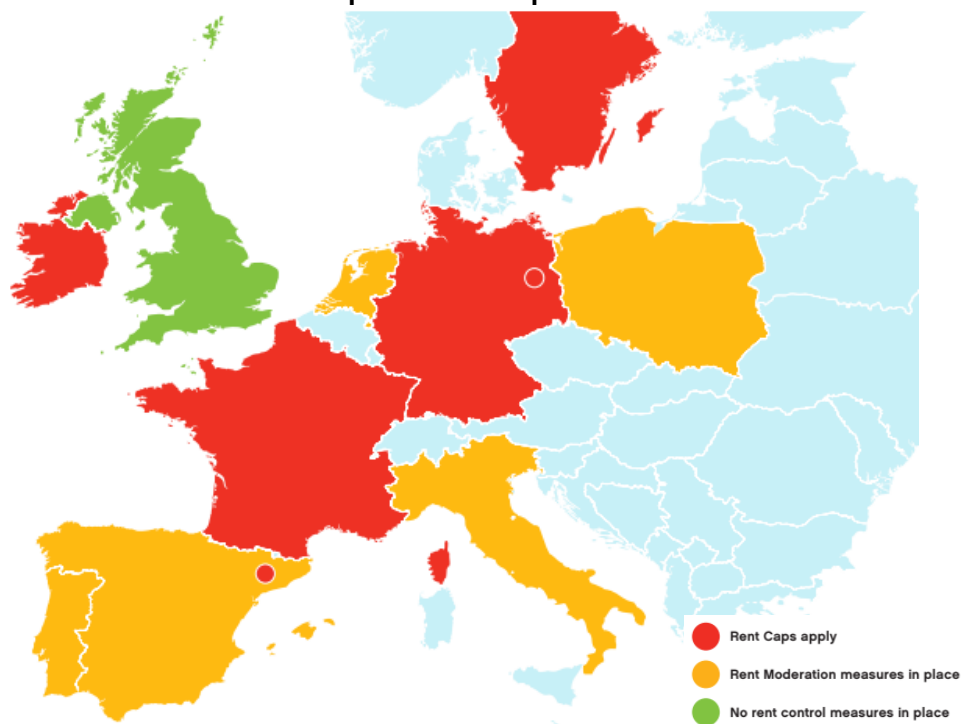 Rent Caps apply
Rent Moderation measures in place
No rent control measures in place